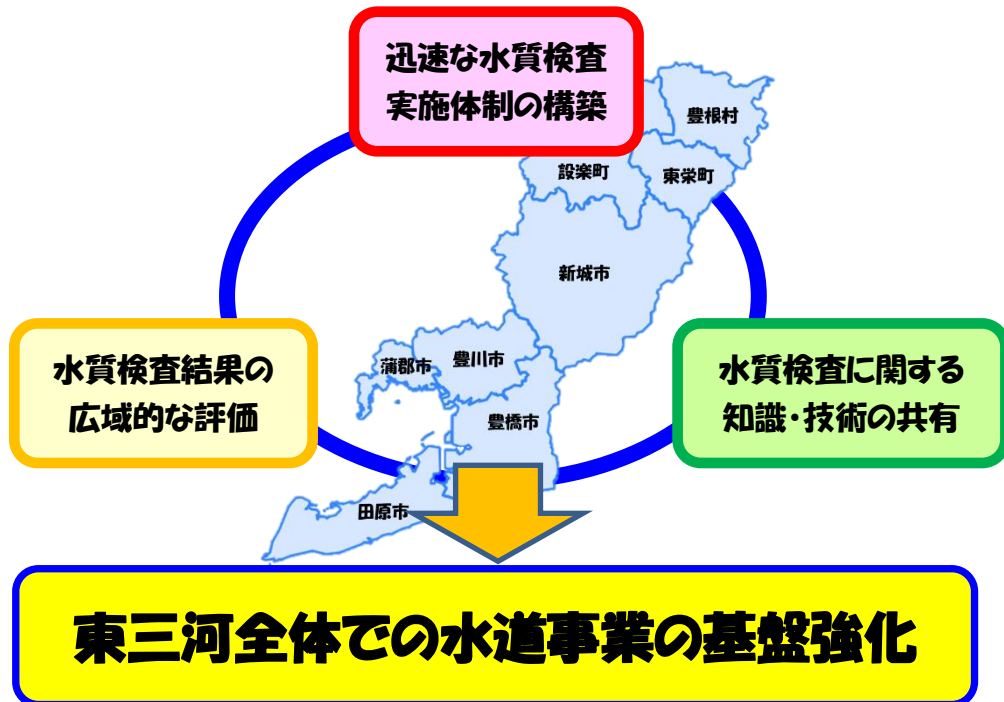 迅速な水質検査
実施体制の構築
豊根村
設楽町
東栄町
新城市
水質検査結果の
広域的な評価
蒲郡市
豊川市
水質検査に関する
知識・技術の共有
豊橋市
田原市
東三河全体での水道事業の基盤強化